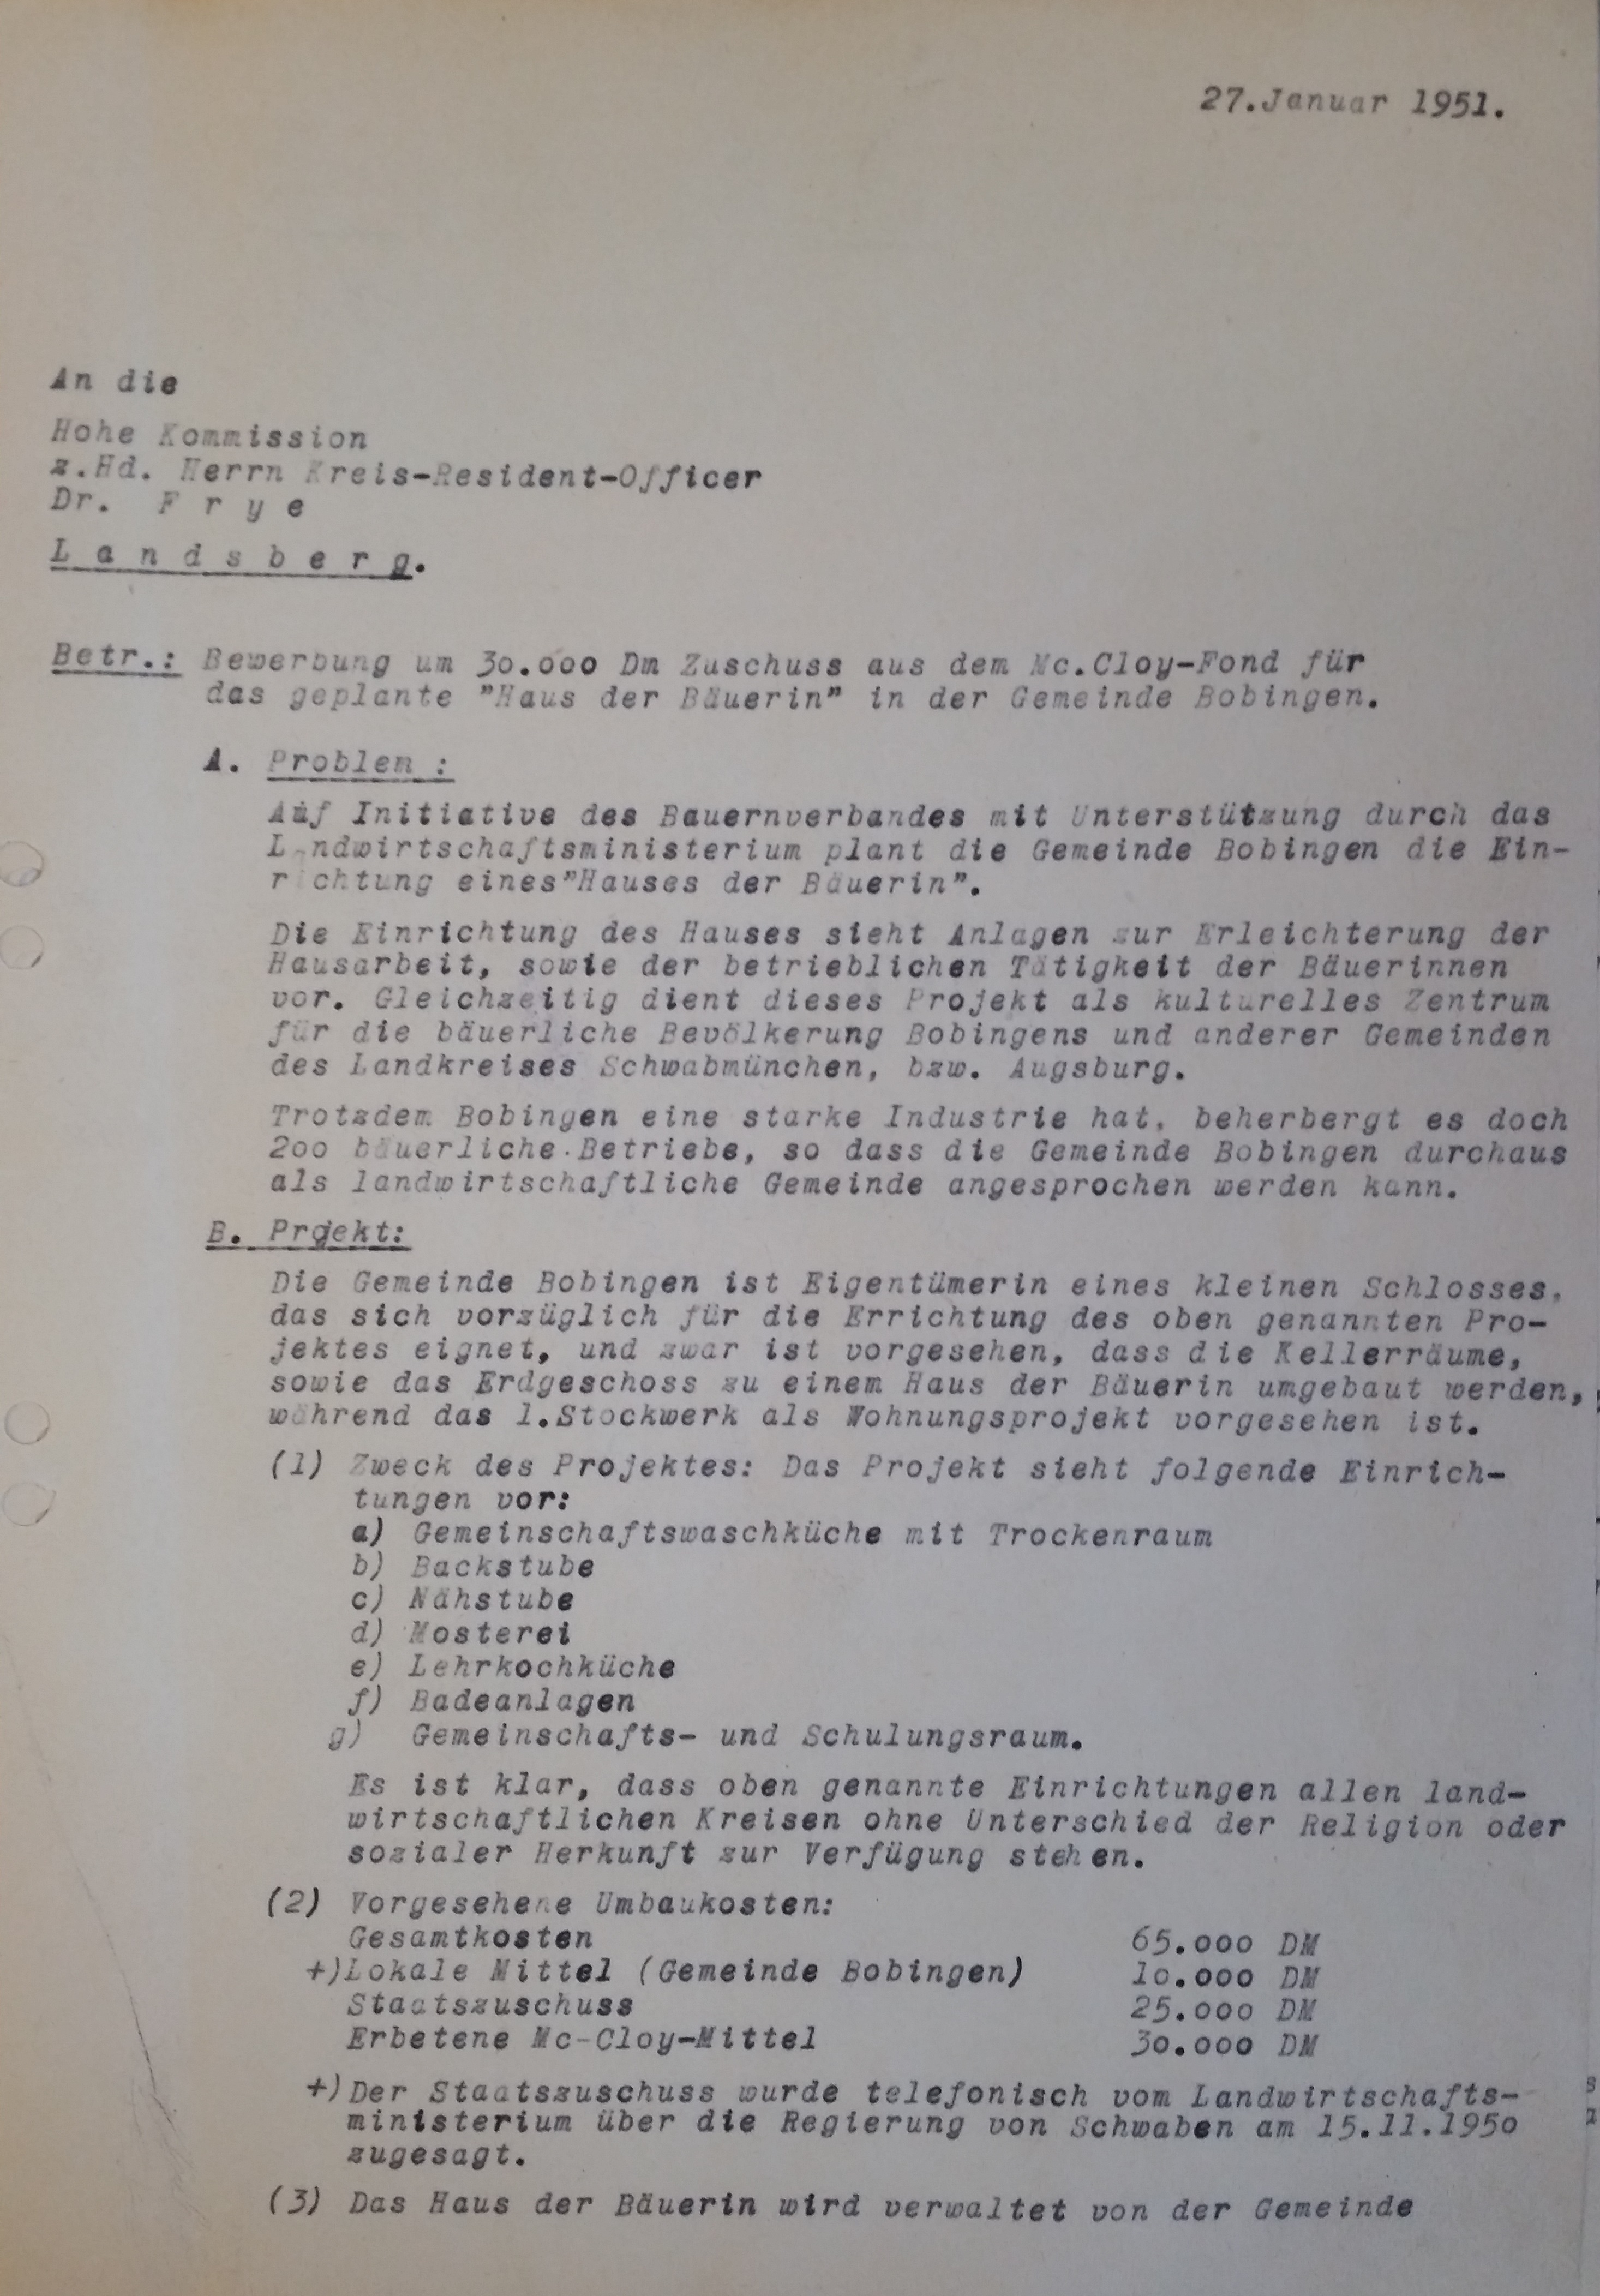 27.Januar 1951.
An die
Hohe Kommission
z.Hd. Herrn Kreis-Resident-Officer
Dr. F r y e
L a n d s b e r g.
Betr.: Bewerbung um 30.000 Dm Zuschuss aus dem Mc.Cloy-Fond für
das geplante "Haus der Bäuerin" in der Gemeinde Bobingen.
A. Problem :
Auf Initiative des Bauernverbandes mit Unterstützung durch das
Landwirtschaftsministerium plant die Gemeinde Bobingen die Ein-
richtung eines"Hauses der Bäuerin".
Die Einrichtung des Hauses sieht Anlagen zur Erleichterung der
Hausarbeit, sowie der betrieblichen Tätigkeit der Bäuerinnen
vor. Gleichzeitig dient dieses Projekt als kulturelles Zentrum
für die bäuerliche Bevölkerung Bobingens und anderer Gemeinden
des Landkreises Schwabmünchen, bzw. Augsburg.
Trotzdem Bobingen eine starke Industrie hat, beherbergt es doch
200 bäuerliche Betriebe, so dass die Gemeinde Bobingen durchaus
als landwirtschaftliche Gemeinde angesprochen werden kann.
B. Projekt:
Die Gemeinde Bobingen ist Eigentümerin eines kleinen Schlosses,
das sich vorzüglich für die Errichtung des oben genannten Pro-
jektes eignet, und zwar ist vorgesehen, dass die Kellerräume,
sowie das Erdgeschoss zu einem Haus der Bäuerin umgebaut werden,
während das 1.Stockwerk als Wohnungsprojekt vorgesehen ist.
(1) Zweck des Projektes: Das Projekt sieht folgende Einrich-
tungen vor:
a) Gemeinschaftswaschküche mit Trockenraum
b) Backstube
c) Nähstube
d) Mosterei
e) Lehrkochküche
f) Badeanlagen
g) Gemeinschafts- und Schulungsraum.
Es ist klar, dass oben genannte Einrichtungen allen land-
wirtschaftlichen Kreisen ohne Unterschied der Religion oder
sozialer Herkunft zur Verfügung stehen.
(2) Vorgesehene Umbaukosten:
Gesamtkosten 65.000 DM
+)Lokale Mittel (Gemeinde Bobingen) 10.000 DM
Staatszuschuss 25.000 DM
Erbetene Mc-Cloy-Mittel 30.000 DM
+)Der Staatszuschuss wurde telefonisch vom Landwirtschafts-
ministerium über die Regierung von Schwaben am 15.11.1950
zugesagt.
(3) Das Haus der Bäuerin wird verwaltet von der Gemeinde